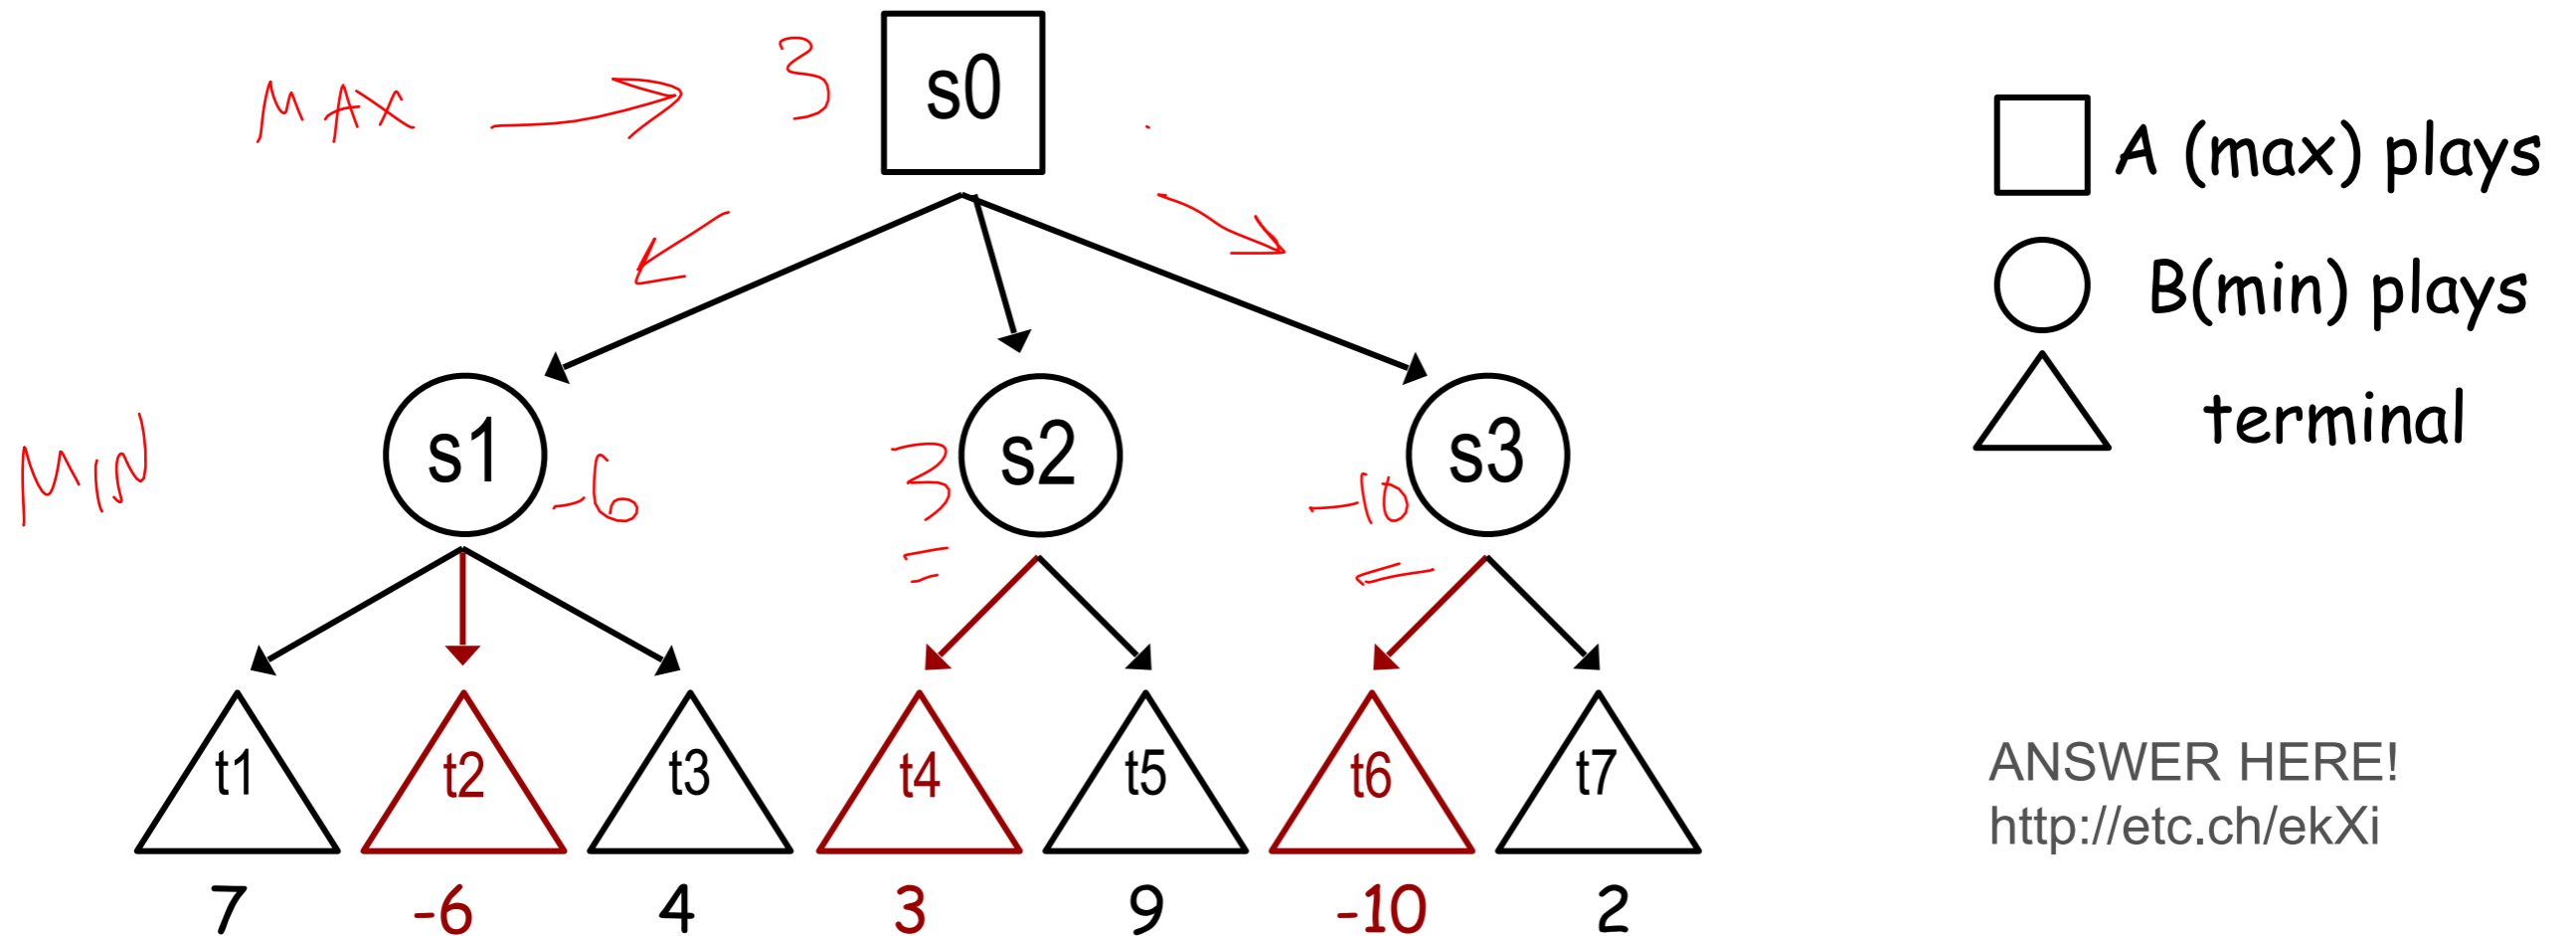 MAX
3
s0
A (max) plays
B(min) plays
terminal
MIN
s1
-6
3
s2
-10
s3
t1
t2
t3
t4
t5
t6
t7
7
-6
4
3
9
-10
2
ANSWER HERE!
http://etc.ch/ekXi